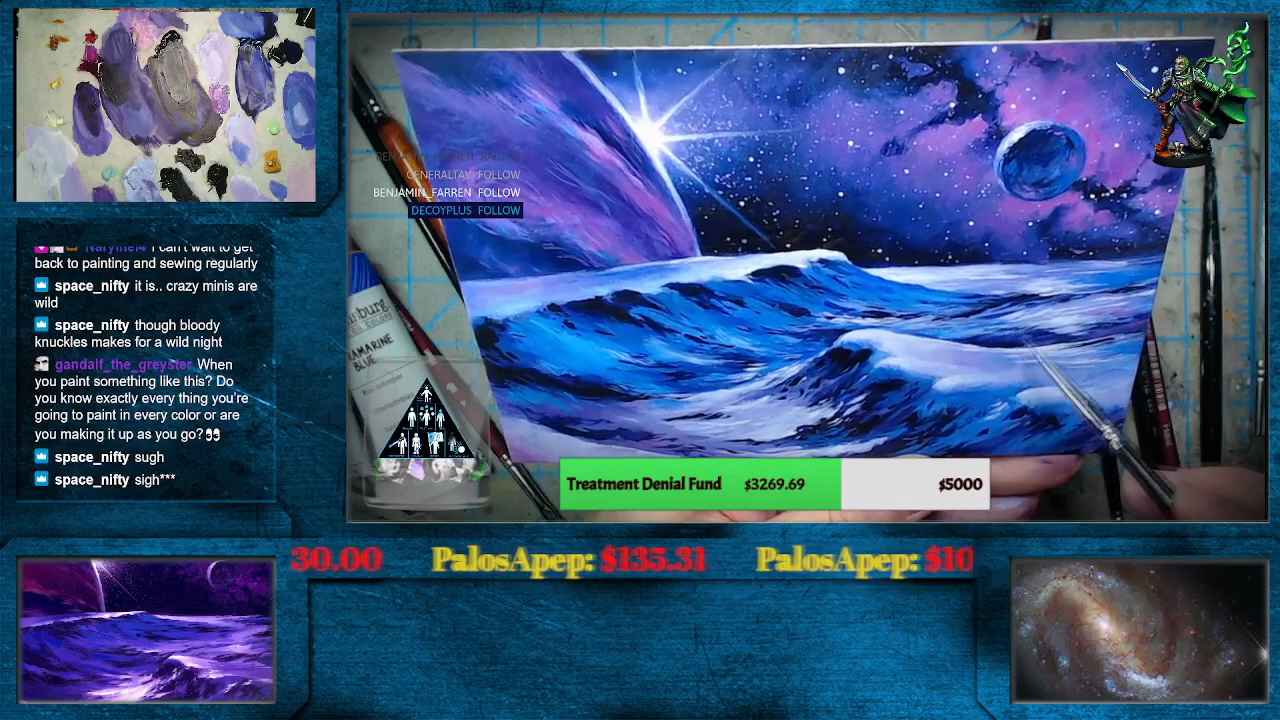 Narymel4 I can't wait to get
back to painting and sewing regularly
space_nifty it is.. crazy minis are
wild
space_nifty though bloody
knuckles makes for a wild night
gandalf_the_greyster When
you paint something like this? Do
you know exactly every thing you're
going to paint in every color or are
you making it up as you go?👀
space_nifty sugh
space_nifty sigh***
GENERALTAY FOLLOW
BENJAMIN_FARREN FOLLOW
DECOYPLUS FOLLOW
BLUE
Treatment Denial Fund $3269.69 $5000
30.00 PalosApep: $135.31 PalosApep: $10